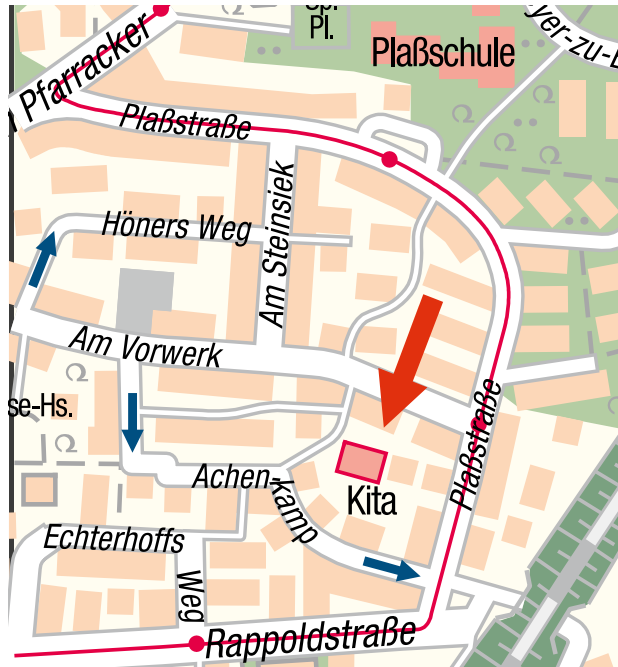 Pl.
Plaßschule
Pfarracker
Plaßstraße
Höners Weg
Am Steinsiek
Am Vorwerk
se-Hs.
Plaßstraße
Achen-
kamp
Kita
Echterhoffs
Weg
Rappoldstraße